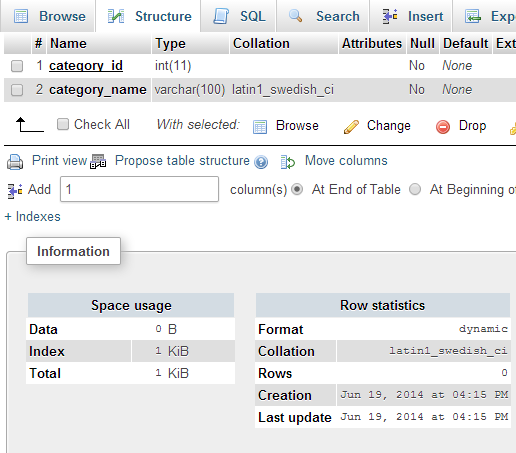 Browse Structure SQL Search Insert Exp
# Name Type Collation Attributes Null Default Ext
1 category_id int(11) No None
2 category_name varchar(100) latin1_swedish_ci No None
Check All With selected: Browse Change Drop
Print view Propose table structure Move columns
Add 1 column(s) At End of Table At Beginning of
+ Indexes
Information
Space usage
Data 0 B
Index 1 KiB
Total 1 KiB
Row statistics
Format dynamic
Collation latin1_swedish_ci
Rows 0
Creation Jun 19, 2014 at 04:15 PM
Last update Jun 19, 2014 at 04:15 PM